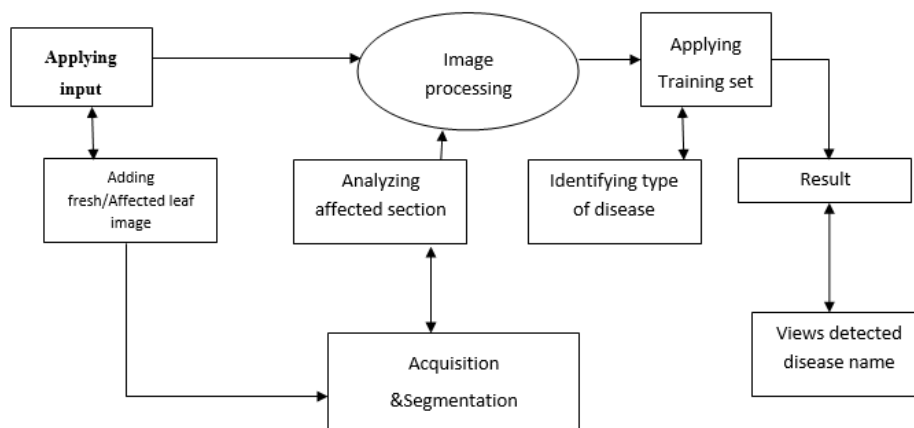 Applying
input
Image
processing
Applying
Training set
Adding
fresh/Affected leaf
image
Analyzing
affected section
Identifying type
of disease
Result
Acquisition
&Segmentation
Views detected
disease name